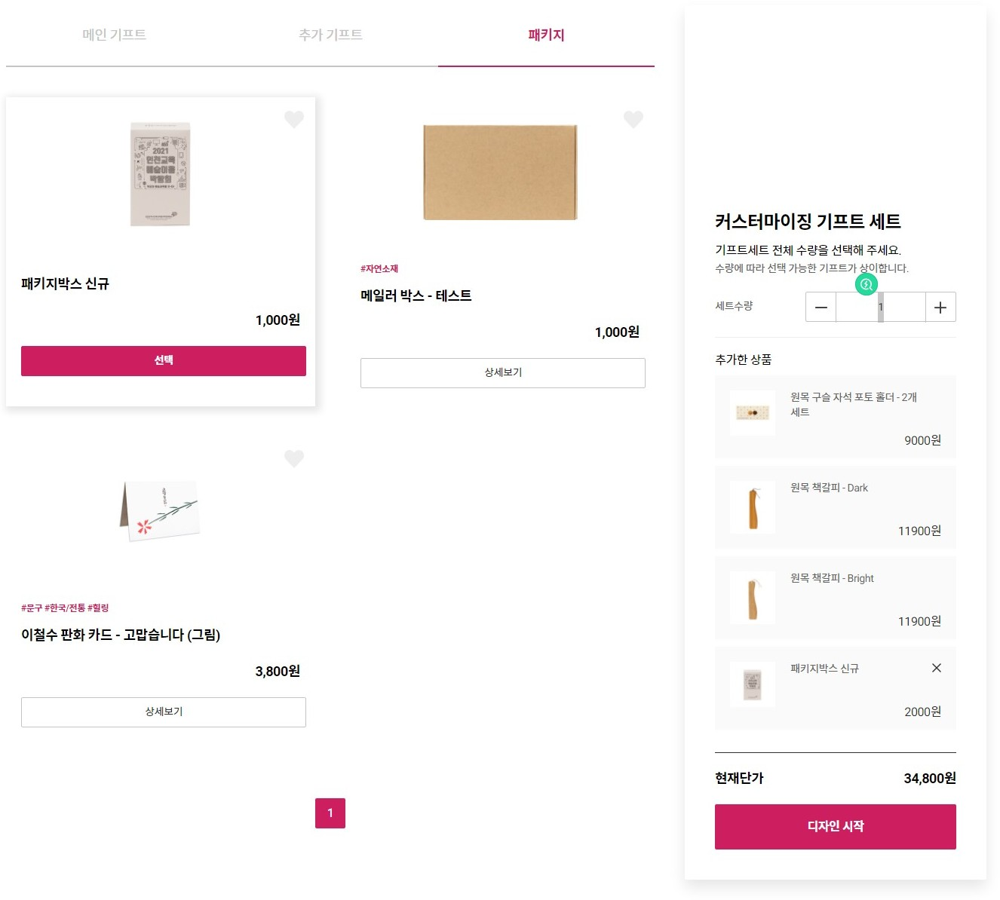 메인 기프트
추가 기프트
패키지
2021
인천교육
패키지박스 신규
1,000원
선택
#자연소재
메일러 박스 - 테스트
1,000원
상세보기
#문구 #한국/전통 #힐링
이철수 판화 카드 - 고맙습니다 (그림)
3,800원
상세보기
1
커스터마이징 기프트 세트
기프트세트 전체 수량을 선택해 주세요.
수량에 따라 선택 가능한 기프트가 상이합니다.
세트수량
1
추가한 상품
원목 구슬 자석 포토 홀더 - 2개
세트
9000원
원목 책갈피 - Dark
11900원
원목 책갈피 - Bright
11900원
패키지박스 신규
2000원
현재단가
34,800원
디자인 시작